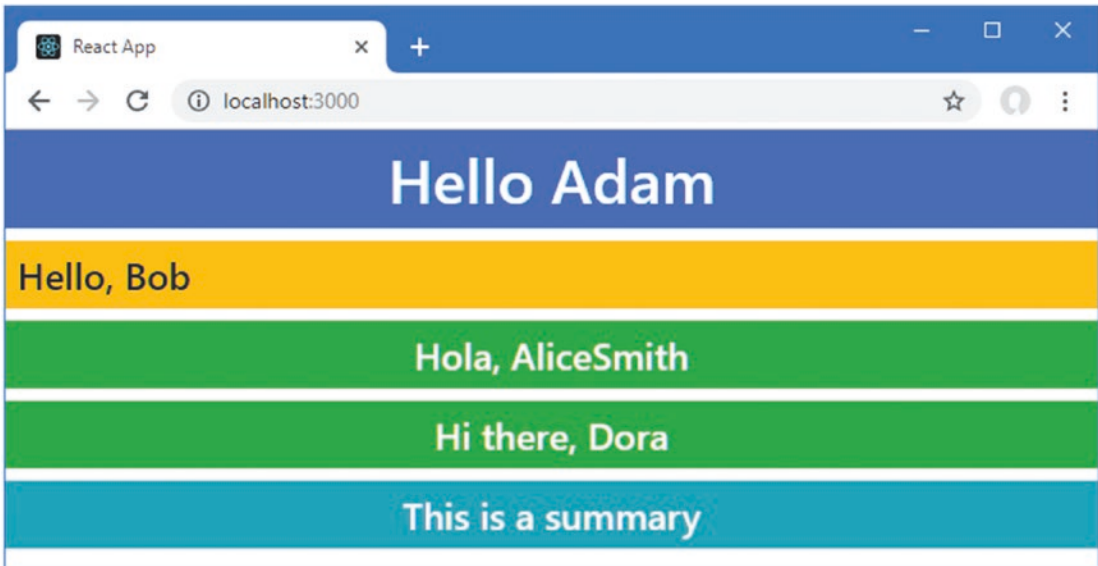 React App
localhost:3000
Hello Adam
Hello, Bob
Hola, AliceSmith
Hi there, Dora
This is a summary